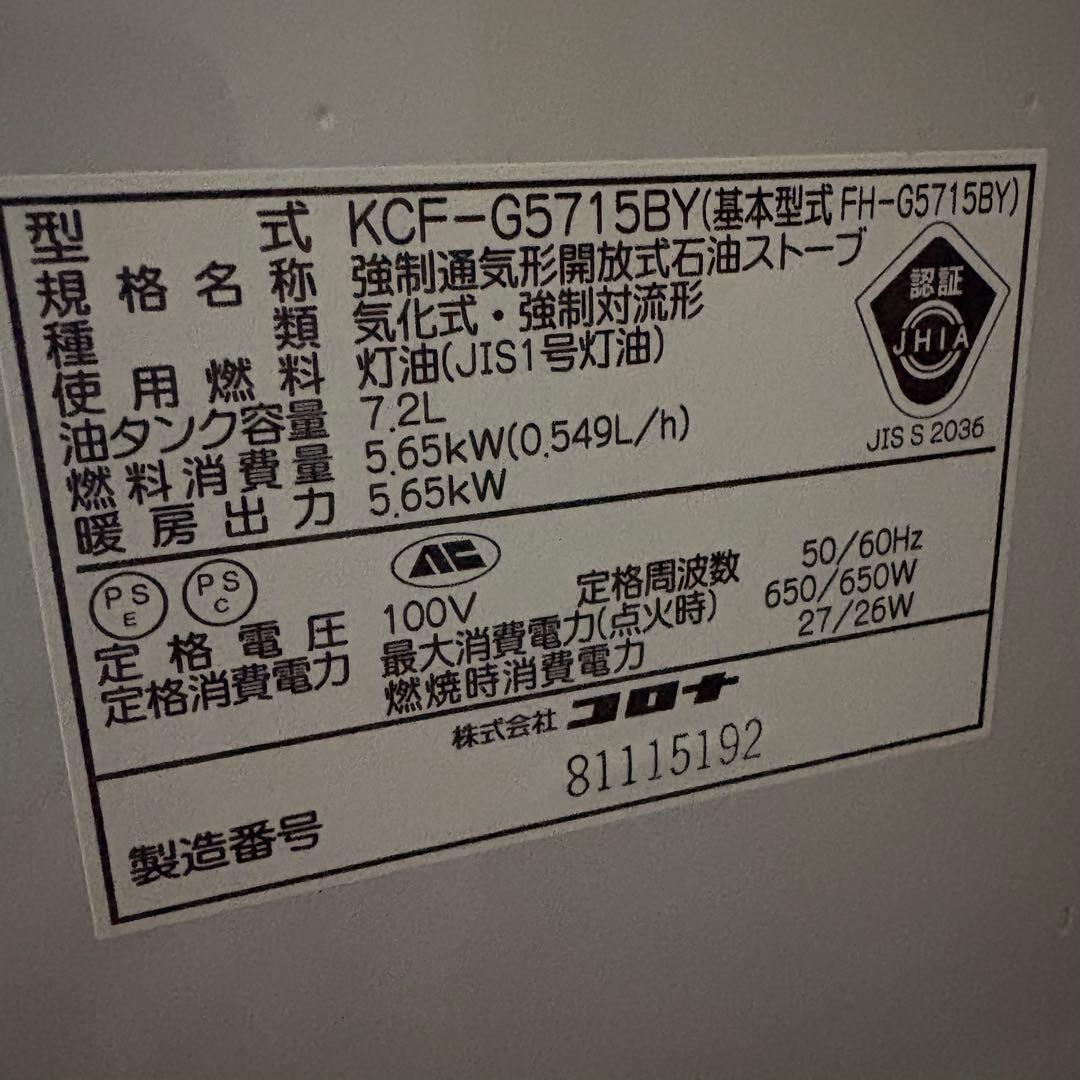 型式 KCF-G5715BY(基本型式 FH-G5715BY)
規格名称 強制通気形開放式石油ストーブ
種類 気化式・強制対流形
使用燃料 灯油(JIS1号灯油)
油タンク容量 7.2L
燃料消費量 5.65kW(0.549L/h)
暖房出力 5.65kW
認証
JHIA
JIS S 2036
PS E
PS C
定格電圧 100V 定格周波数 50/60Hz
定格消費電力 最大消費電力(点火時) 650/650W
燃焼時消費電力 27/26W
株式会社 コロナ
製造番号 81115192